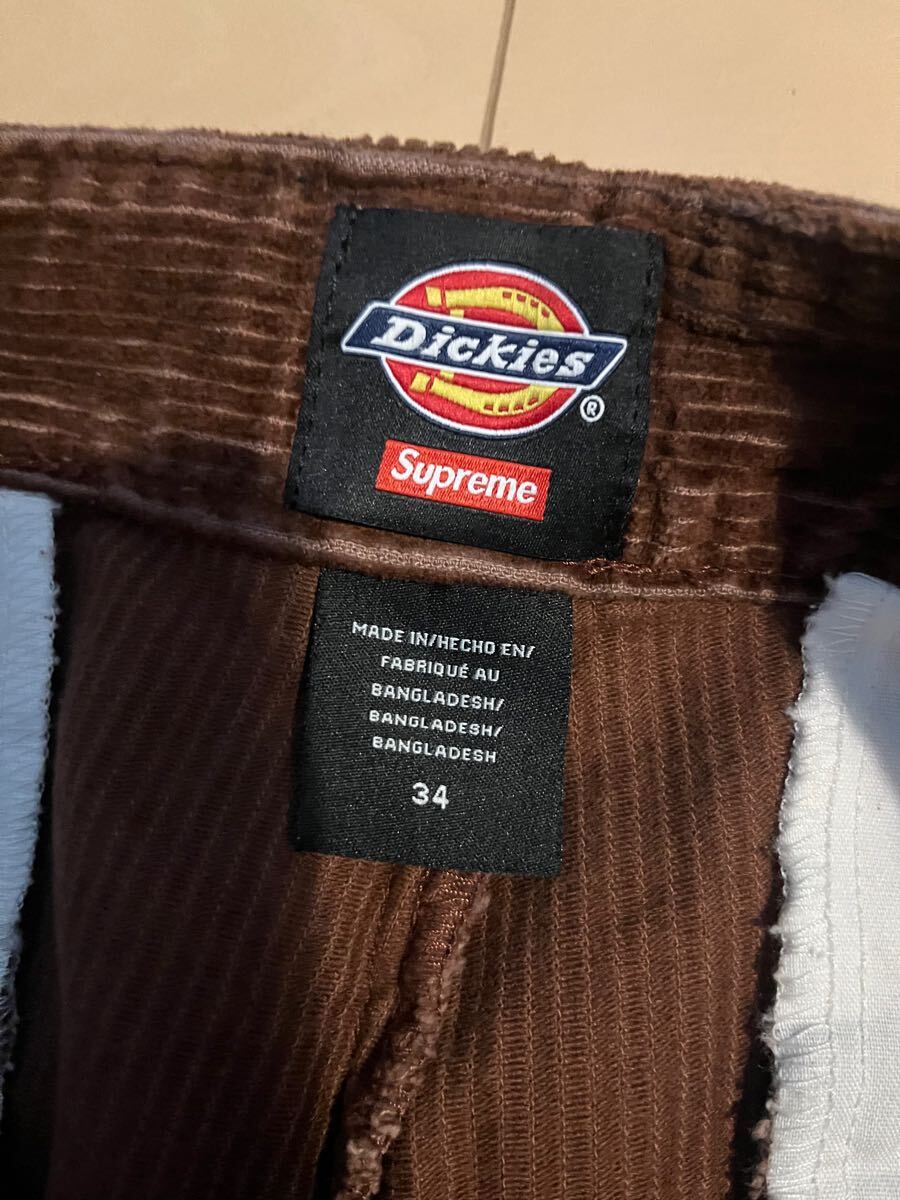 Dickies
®
Supreme
MADE IN/HECHO EN/
FABRIQUÉ AU
BANGLADESH/
BANGLADESH/
BANGLADESH
34